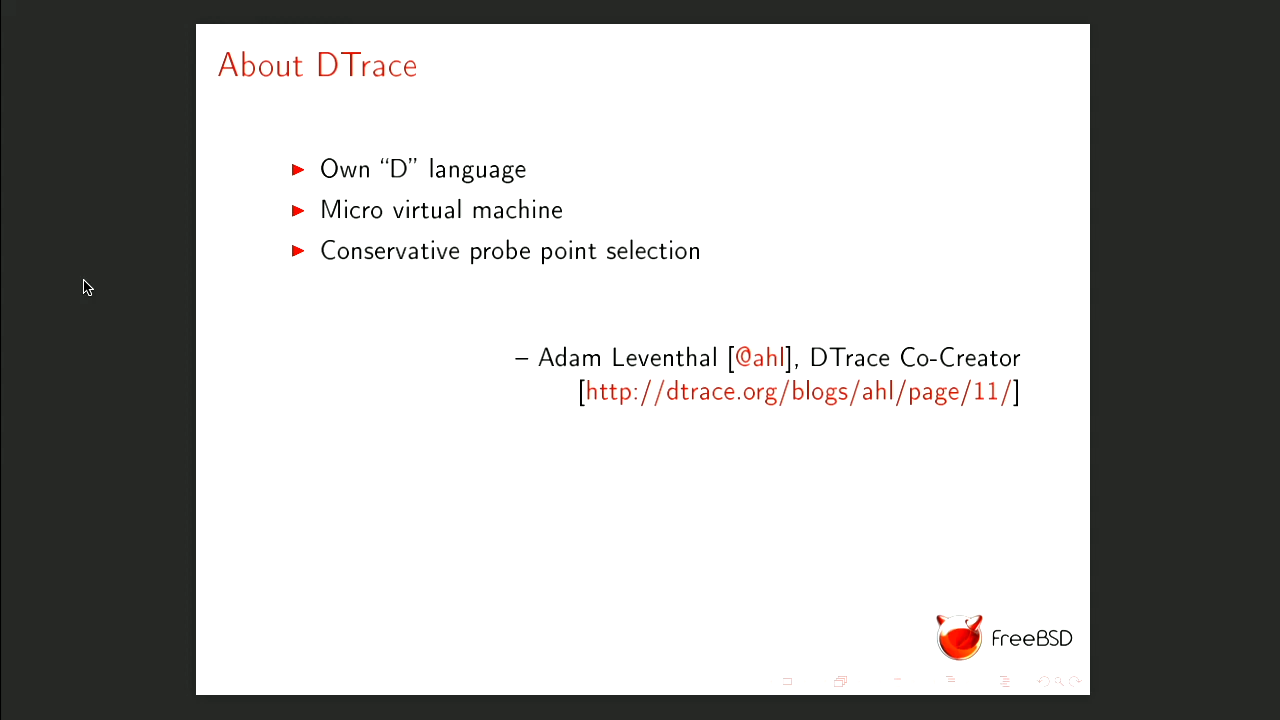 About DTrace
Own “D” language
Micro virtual machine
Conservative probe point selection
– Adam Leventhal [@ahl], DTrace Co-Creator
[http://dtrace.org/blogs/ahl/page/11/]
FreeBSD